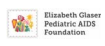 Elizabeth Glaser
Pediatric AIDS
Foundation